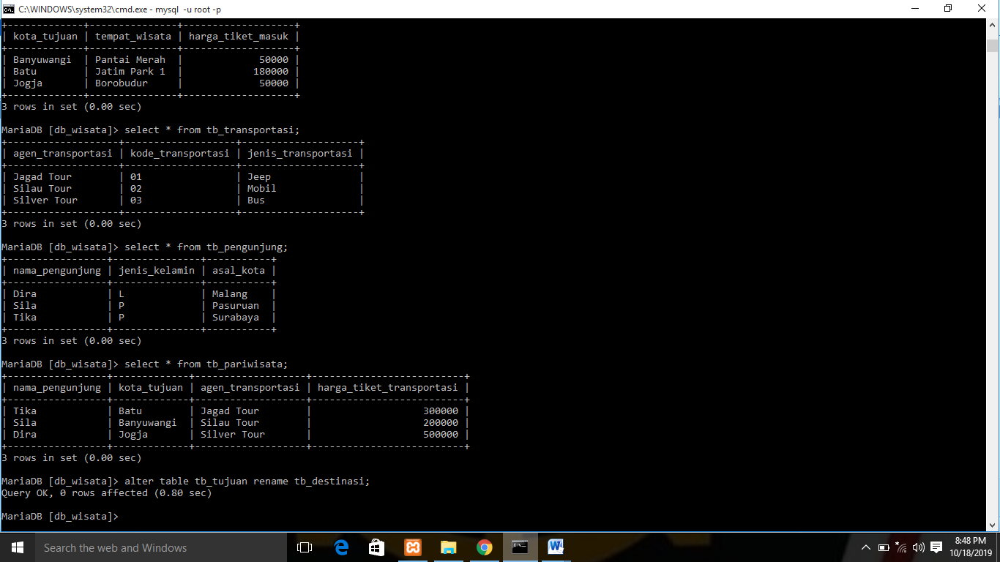 C:\WINDOWS\system32\cmd.exe - mysql  -u root -p
+-------------+---------------+-------------------+
| kota_tujuan | tempat_wisata | harga_tiket_masuk |
+-------------+---------------+-------------------+
| Banyuwangi  | Pantai Merah  |             50000 |
| Batu        | Jatim Park 1  |            180000 |
| Jogja       | Borobudur     |             50000 |
+-------------+---------------+-------------------+
3 rows in set (0.00 sec)
MariaDB [db_wisata]> select * from tb_transportasi;
+-------------------+-------------------+--------------------+
| agen_transportasi | kode_transportasi | jenis_transportasi |
+-------------------+-------------------+--------------------+
| Jagad Tour        | 01                | Jeep               |
| Silau Tour        | 02                | Mobil              |
| Silver Tour       | 03                | Bus                |
+-------------------+-------------------+--------------------+
3 rows in set (0.00 sec)
MariaDB [db_wisata]> select * from tb_pengunjung;
+-----------------+---------------+-----------+
| nama_pengunjung | jenis_kelamin | asal_kota |
+-----------------+---------------+-----------+
| Dira            | L             | Malang    |
| Sila            | P             | Pasuruan  |
| Tika            | P             | Surabaya  |
+-----------------+---------------+-----------+
3 rows in set (0.00 sec)
MariaDB [db_wisata]> select * from tb_pariwisata;
+-----------------+-------------+-------------------+--------------------------+
| nama_pengunjung | kota_tujuan | agen_transportasi | harga_tiket_transportasi |
+-----------------+-------------+-------------------+--------------------------+
| Tika            | Batu        | Jagad Tour        |                   300000 |
| Sila            | Banyuwangi  | Silau Tour        |                   200000 |
| Dira            | Jogja       | Silver Tour       |                   500000 |
+-----------------+-------------+-------------------+--------------------------+
3 rows in set (0.00 sec)
MariaDB [db_wisata]> alter table tb_tujuan rename tb_destinasi;
Query OK, 0 rows affected (0.80 sec)
MariaDB [db_wisata]>
Search the web and Windows
8:48 PM
10/18/2019